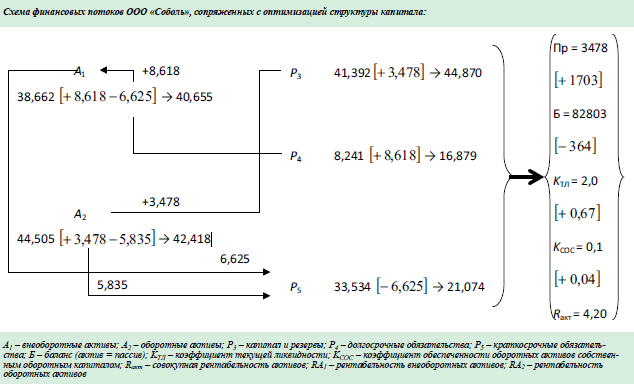 Схема финансовых потоков ООО «Соболь», сопряженных с оптимизацией структуры капитала:
A1 +8,618 P3 41,392 [+3,478] → 44,870
38,662 [+8,618 – 6,625] → 40,655
P4 8,241 [+8,618] → 16,879
+3,478
A2
44,505 [+3,478 – 5,835] → 42,418
6,625
5,835
P5 33,534 [– 6,625] → 21,074
Пр = 3478
[+1703]
Б = 82803
[– 364]
KТЛ = 2,0
[+0,67]
KСОС = 0,1
[+0,04]
Rакт = 4,20
A1 – внеоборотные активы; A2 – оборотные активы; P3 – капитал и резервы; P4 – долгосрочные обязательства; P5 – краткосрочные обязатель-
ства; Б – баланс (актив = пассив); KТЛ – коэффициент текущей ликвидности; KСОС – коэффициент обеспеченности оборотных активов собствен-
ным оборотным капиталом; Rакт – совокупная рентабельность активов; RA1 – рентабельность внеоборотных активов; RA2 – рентабельность
оборотных активов